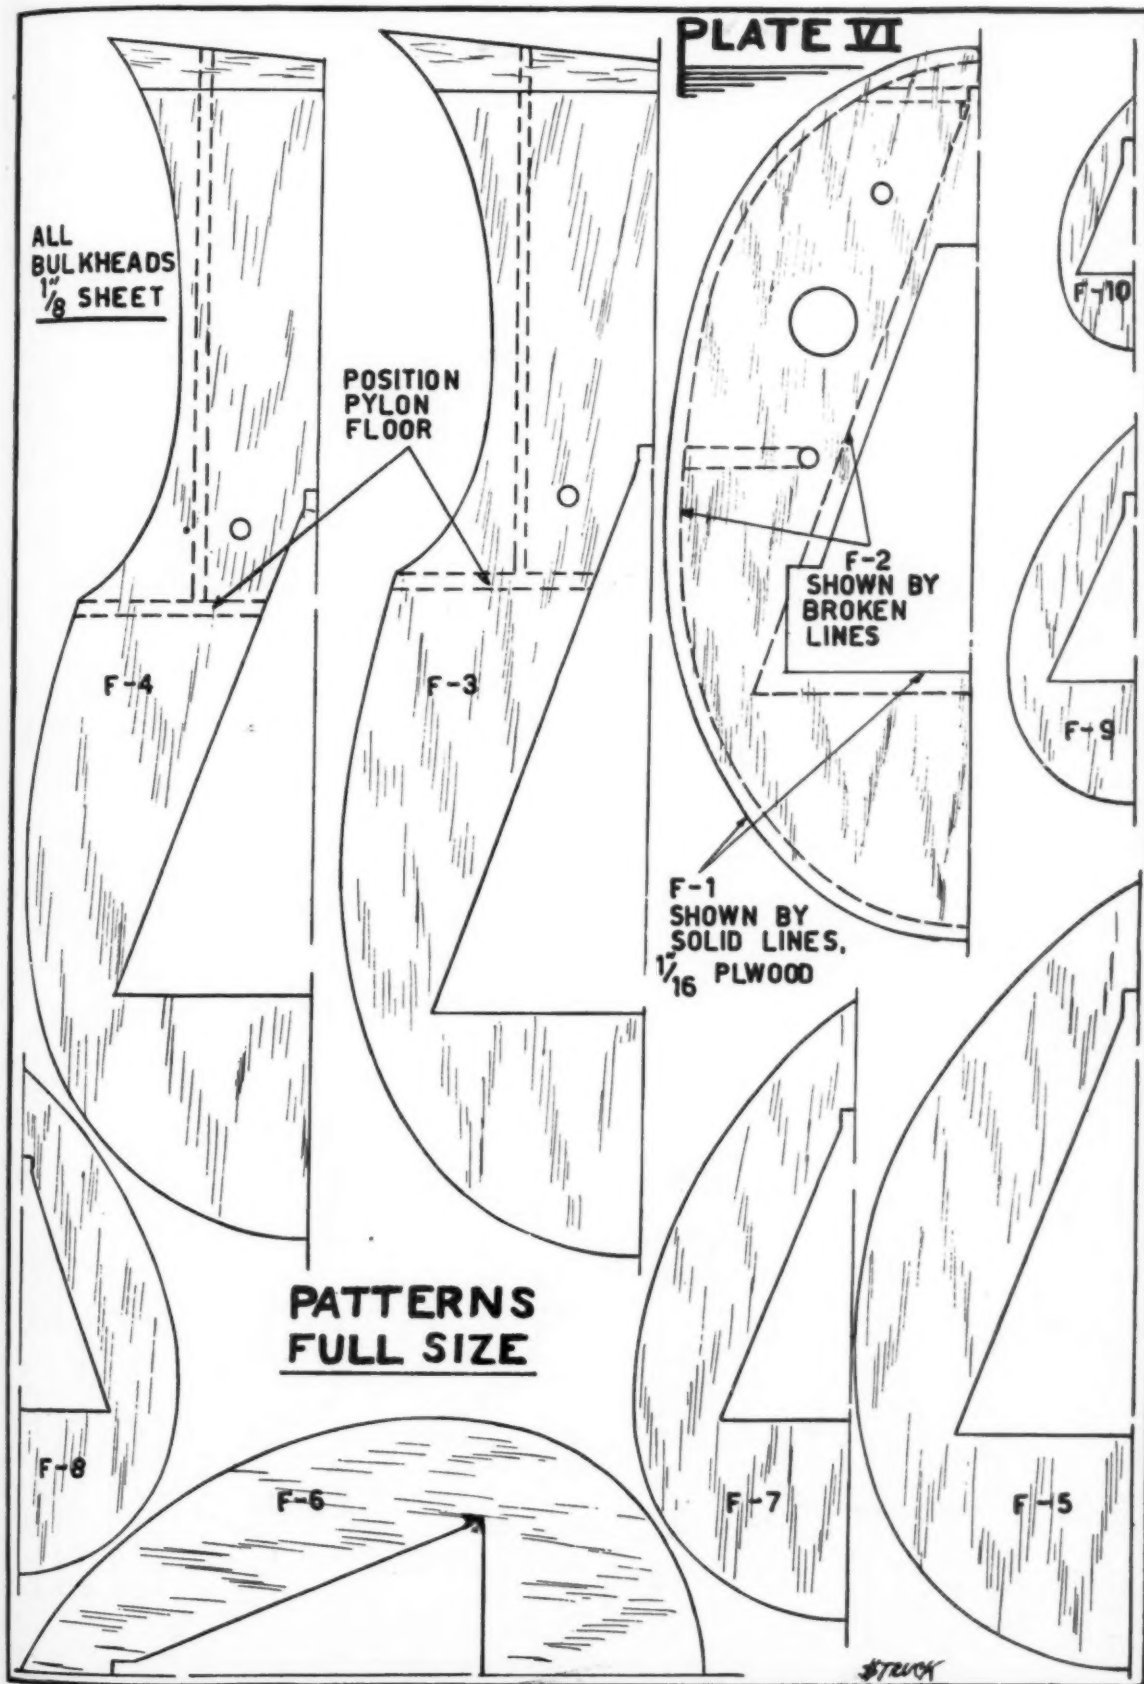 PLATE VI
ALL
BULKHEADS
1/8" SHEET
POSITION
PYLON
FLOOR
F-10
F-2
SHOWN BY
BROKEN
LINES
F-4
F-3
F-9
F-1
SHOWN BY
SOLID LINES,
1/16" PLWOOD
PATTERNS
FULL SIZE
F-8
F-6
F-7
F-5
STRUCK